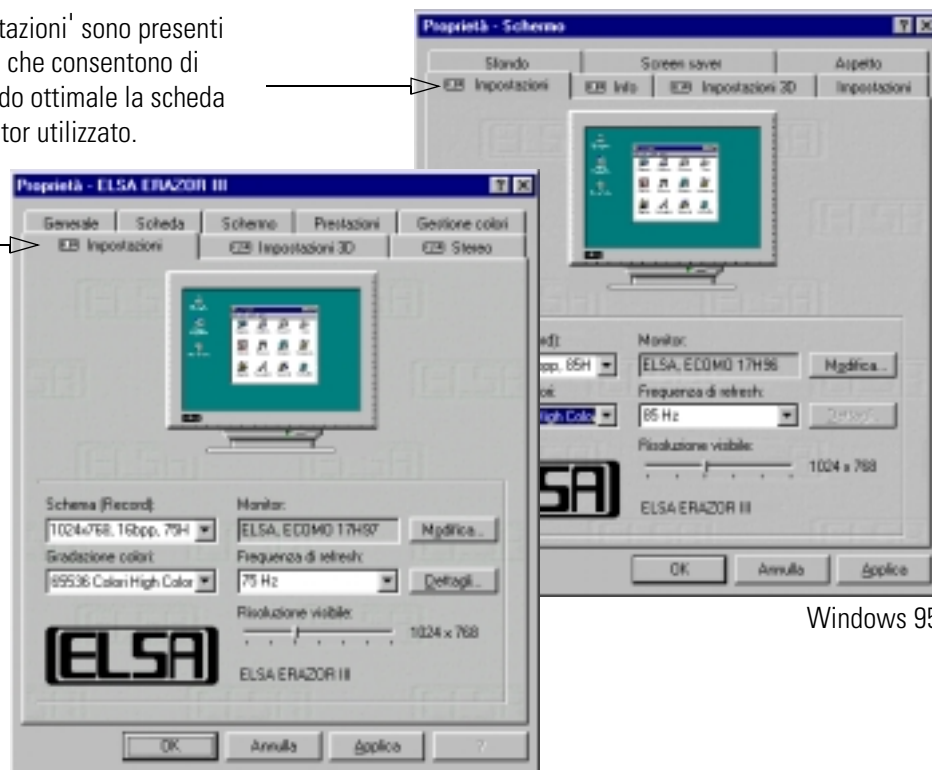 tazioni' sono presenti
che consentono di
do ottimale la scheda
tor utilizzato.
Proprietà - Schermo
Sfondo Screen saver Aspetto
Impostazioni Info Impostazioni 3D Impostazioni
Monitor:
ELSA, ECOMO 17H96 Modifica...
Frequenza di refresh:
High Color 85 Hz Dettagli...
Risoluzione visibile:
1024 x 768
ELSA ERAZOR III
OK Annulla Applica
Windows 95
Proprietà - ELSA ERAZOR III
Generale Scheda Schermo Prestazioni Gestione colori
Impostazioni Impostazioni 3D Stereo
Schema (Record): Monitor:
1024x768, 16bpp, 75H ELSA, ECOMO 17H97 Modifica...
Gradazione colori: Frequenza di refresh:
65536 Colori High Color 75 Hz Dettagli...
Risoluzione visibile:
1024 x 768
ELSA
ELSA ERAZOR III
OK Annulla Applica ?